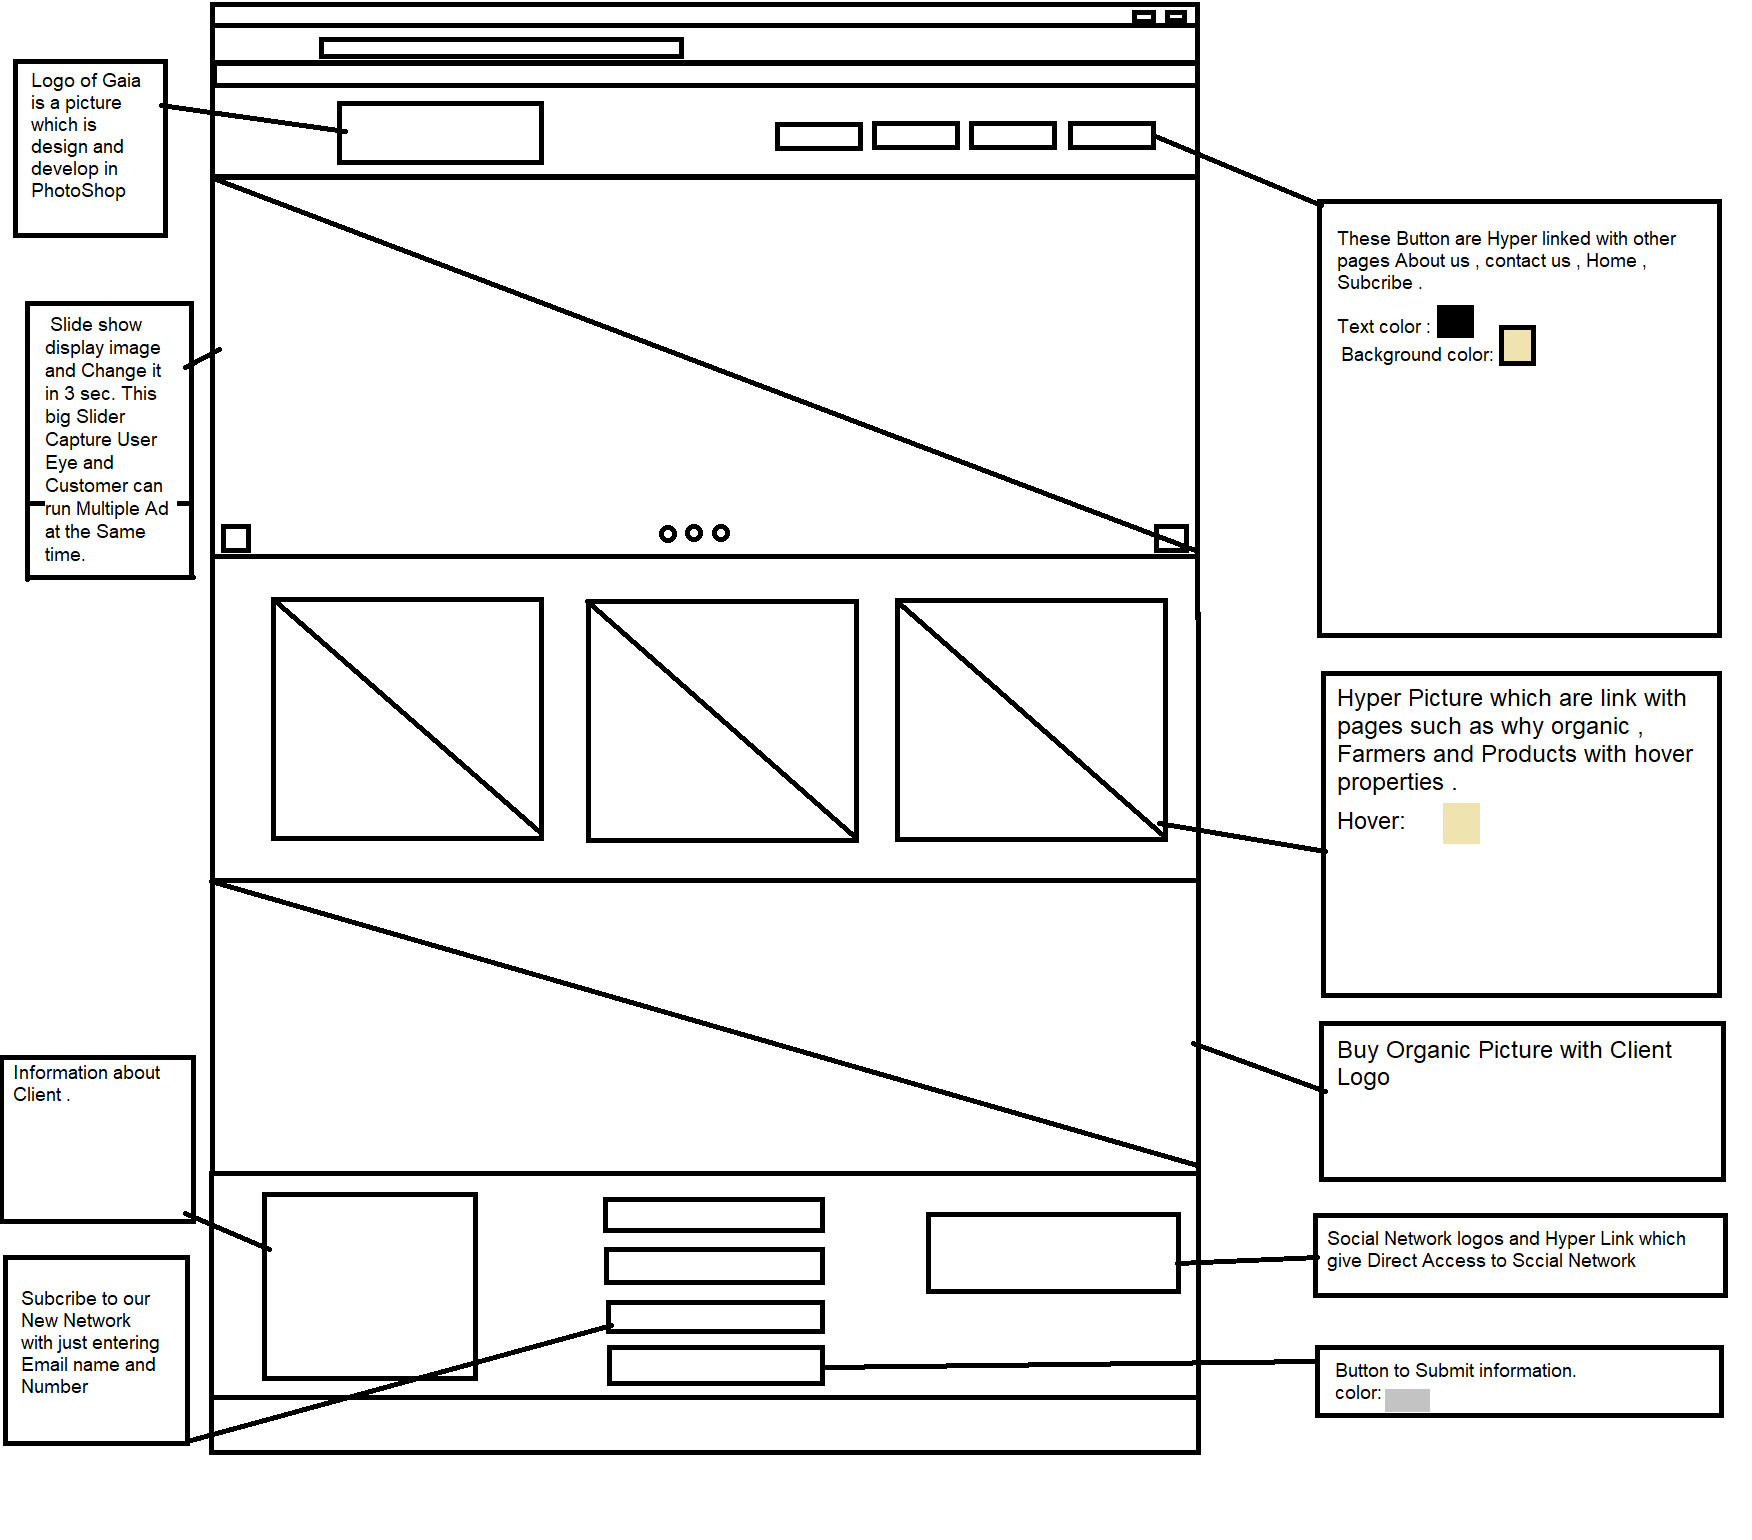 Logo of Gaia
is a picture
which is
design and
develop in
PhotoShop
These Button are Hyper linked with other
pages About us , contact us , Home ,
Subcribe .
Text color :
Background color:
Slide show
display image
and Change it
in 3 sec. This
big Slider
Capture User
Eye and
Customer can
run Multiple Ad
at the Same
time.
Hyper Picture which are link with
pages such as why organic ,
Farmers and Products with hover
properties .
Hover:
Buy Organic Picture with Client
Logo
Information about
Client .
Social Network logos and Hyper Link which
give Direct Access to Sccial Network
Subcribe to our
New Network
with just entering
Email name and
Number
Button to Submit information.
color: